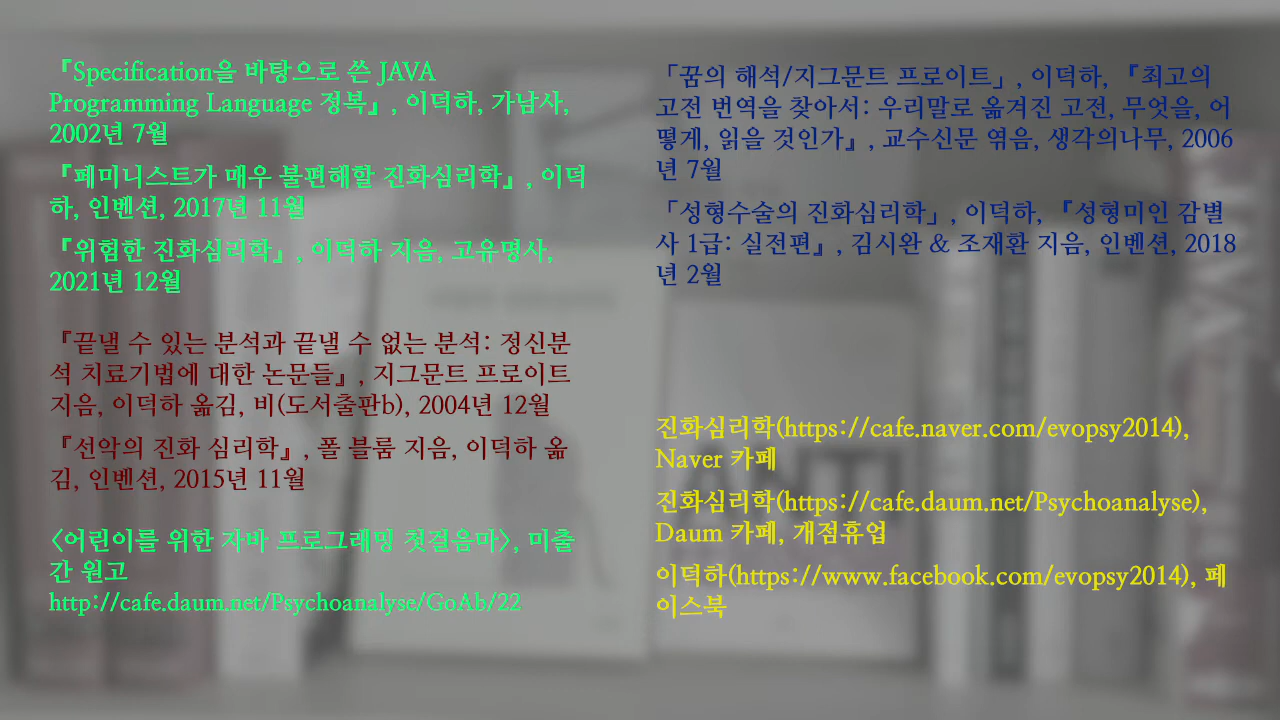 『Specification을 바탕으로 쓴 JAVA
Programming Language 정복』, 이덕하, 가남사,
2002년 7월
『페미니스트가 매우 불편해할 진화심리학』, 이덕
하, 인벤션, 2017년 11월
『위험한 진화심리학』, 이덕하 지음, 고유명사,
2021년 12월
『끝낼 수 있는 분석과 끝낼 수 없는 분석: 정신분
석 치료기법에 대한 논문들』, 지그문트 프로이트
지음, 이덕하 옮김, 비(도서출판b), 2004년 12월
『선악의 진화 심리학』, 폴 블룸 지음, 이덕하 옮
김, 인벤션, 2015년 11월
<어린이를 위한 자바 프로그래밍 첫걸음마>, 미출
간 원고
http://cafe.daum.net/Psychoanalyse/GoAb/22
「꿈의 해석/지그문트 프로이트」, 이덕하, 『최고의
고전 번역을 찾아서: 우리말로 옮겨진 고전, 무엇을, 어
떻게, 읽을 것인가』, 교수신문 엮음, 생각의나무, 2006
년 7월
「성형수술의 진화심리학」, 이덕하, 『성형미인 감별
사 1급: 실전편』, 김시완 & 조재환 지음, 인벤션, 2018
년 2월
진화심리학(https://cafe.naver.com/evopsy2014),
Naver 카페
진화심리학(https://cafe.daum.net/Psychoanalyse),
Daum 카페, 개점휴업
이덕하(https://www.facebook.com/evopsy2014), 페
이스북